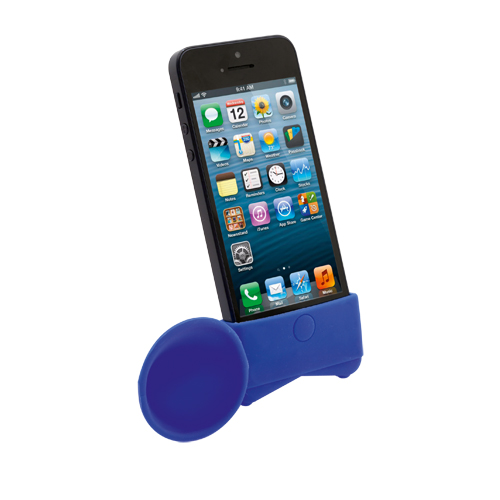 9:41 AM
Wednesday
12
Messages Calendar Photos Camera
Videos Maps Weather Passbook
Notes Reminders Clock Stocks
Newsstand iTunes App Store Game Center
Settings
Phone Mail Safari Music